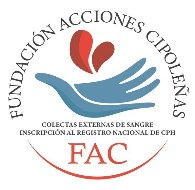 FUNDACIÓN ACCIONES CIPOLEÑAS
COLECTAS EXTERNAS DE SANGRE
INSCRIPCIÓN AL REGISTRO NACIONAL DE CPH
FAC